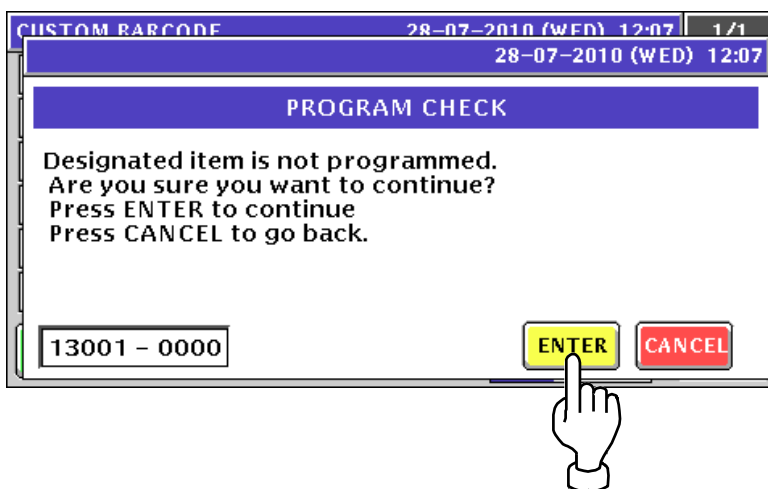 CUSTOM BARCODE 28-07-2010 (WED) 12:07 1/1
28-07-2010 (WED) 12:07
PROGRAM CHECK
Designated item is not programmed.
Are you sure you want to continue?
Press ENTER to continue
Press CANCEL to go back.
13001 - 0000 ENTER CANCEL